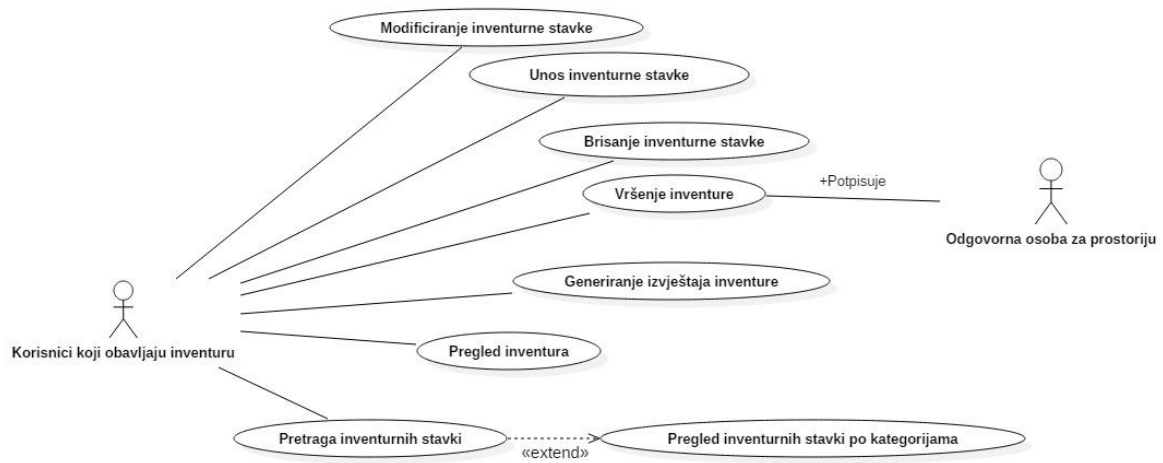 Modificiranje inventurne stavke
Unos inventurne stavke
Brisanje inventurne stavke
Vršenje inventure
+Potpisuje
Odgovorna osoba za prostoriju
Generiranje izvještaja inventure
Korisnici koji obavljaju inventuru
Pregled inventura
Pretraga inventurnih stavki
«extend»
Pregled inventurnih stavki po kategorijama